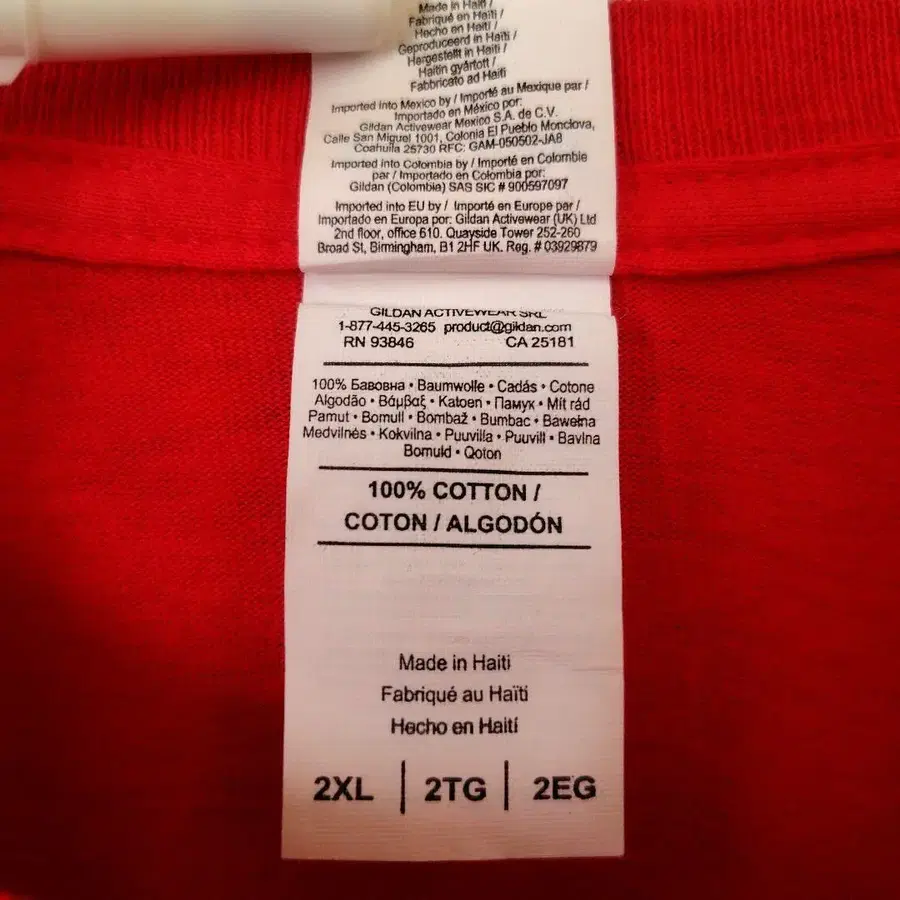 Made in Haiti /
Fabriqué en Haiti /
Hecho en Haiti /
Geproduceerd in Haiti /
Hergestellt in Haiti /
Haitin gyártott /
Fabbricato ad Haiti
Imported into Mexico by / Importé au Mexique par /
Importado en México por:
Gildan Activewear Mexico S.A. de C.V.
Calle San Miguel 1001, Colonia El Pueblo Monclova,
Coahuila 25730 RFC: GAM-050502-JA8
Imported into Colombia by / Importé en Colombie
par / Importado en Colombia por:
Gildan (Colombia) SAS SIC # 900597097
Imported into EU by / Importé en Europe par /
Importado en Europa por: Gildan Activewear (UK) Ltd
2nd floor, office 610. Quayside Tower 252-260
Broad St, Birmingham, B1 2HF UK. Reg. # 03929879
GILDAN ACTIVEWEAR SRL
1-877-445-3265 product@gildan.com
RN 93846 CA 25181
100% Бавовна • Baumwolle • Cadás • Cotone
Algodão • Βάμβαξ • Katoen • Памук • Mít rád
Pamut • Bomull • Bombaž • Bumbac • Bawełna
Medvilnės • Kokvilna • Puuvilla • Puuvill • Bavlna
Bomuld • Qoton
100% COTTON /
COTON / ALGODÓN
Made in Haiti
Fabriqué au Haïti
Hecho en Haití
2XL | 2TG | 2EG